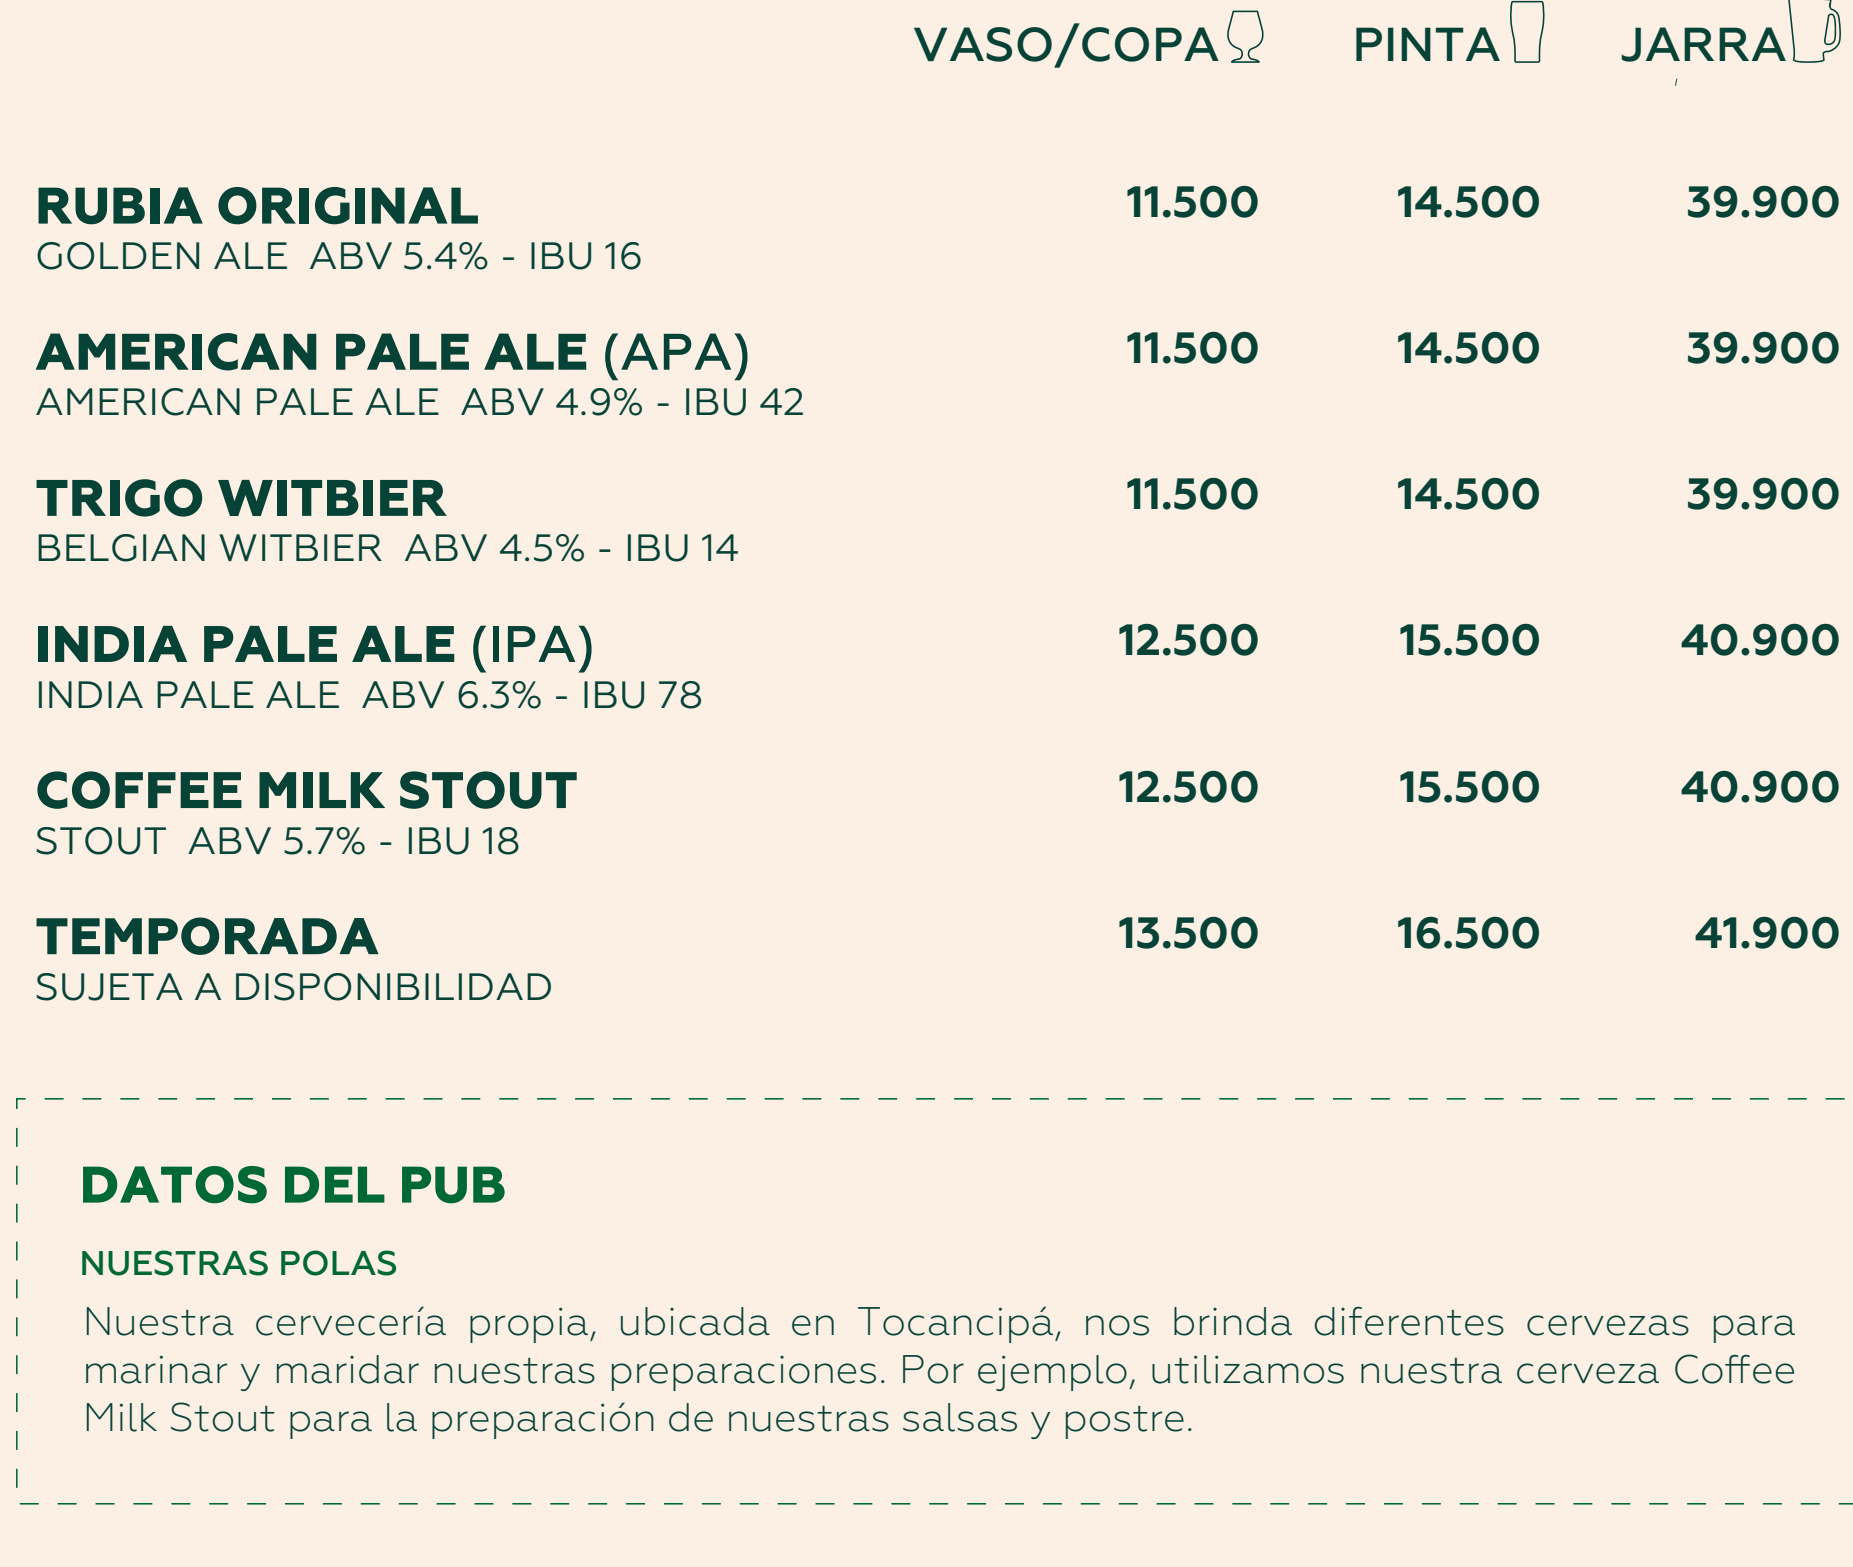 VASO/COPA PINTA JARRA
RUBIA ORIGINAL 11.500 14.500 39.900
GOLDEN ALE ABV 5.4% - IBU 16
AMERICAN PALE ALE (APA) 11.500 14.500 39.900
AMERICAN PALE ALE ABV 4.9% - IBU 42
TRIGO WITBIER 11.500 14.500 39.900
BELGIAN WITBIER ABV 4.5% - IBU 14
INDIA PALE ALE (IPA) 12.500 15.500 40.900
INDIA PALE ALE ABV 6.3% - IBU 78
COFFEE MILK STOUT 12.500 15.500 40.900
STOUT ABV 5.7% - IBU 18
TEMPORADA 13.500 16.500 41.900
SUJETA A DISPONIBILIDAD
DATOS DEL PUB
NUESTRAS POLAS
Nuestra cervecería propia, ubicada en Tocancipá, nos brinda diferentes cervezas para
marinar y maridar nuestras preparaciones. Por ejemplo, utilizamos nuestra cerveza Coffee
Milk Stout para la preparación de nuestras salsas y postre.